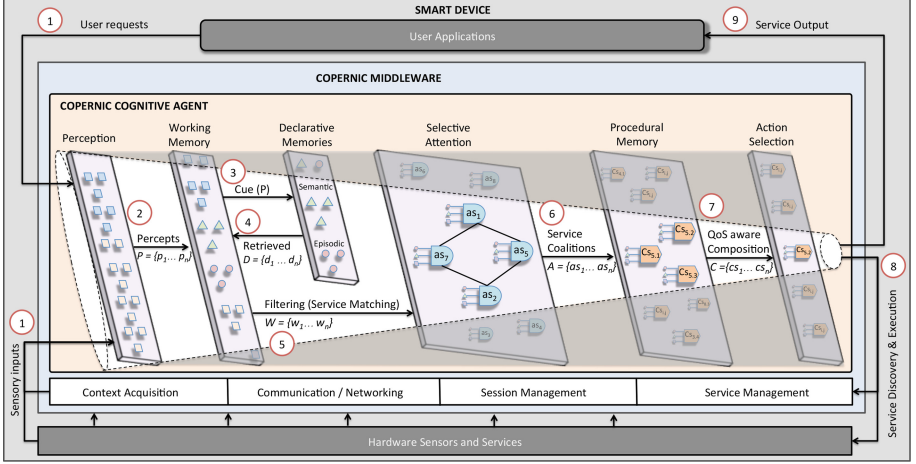 SMART DEVICE
1
User requests
User Applications
9
Service Output
COPERNIC MIDDLEWARE
COPERNIC COGNITIVE AGENT
Perception
Working
Memory
Declarative
Memories
Selective
Attention
Procedural
Memory
Action
Selection
2
Percepts
P = {p1... pn}
3
Cue (P)
4
Retrieved
D = {d1 ... dn}
Semantic
Episodic
Filtering (Service Matching)
W = {w1... wn}
5
as1
as7
as5
as2
6
Service
Coalitions
A = {as1... asn}
Cs5.2
Cs5.1
Cs5.3
7
QoS aware
Composition
C ={cs1... csn}
8
1
Sensory inputs
Service Discovery & Execution
Context Acquisition
Communication / Networking
Session Management
Service Management
Hardware Sensors and Services